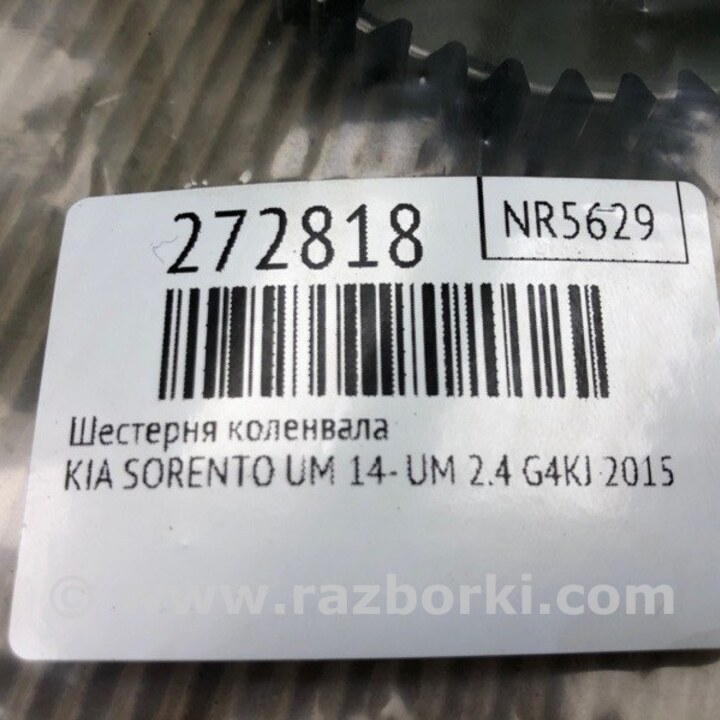 272818
NR5629
Шестерня коленвала
KIA SORENTO UM 14- UM 2.4 G4KJ 2015
© www.razborki.com